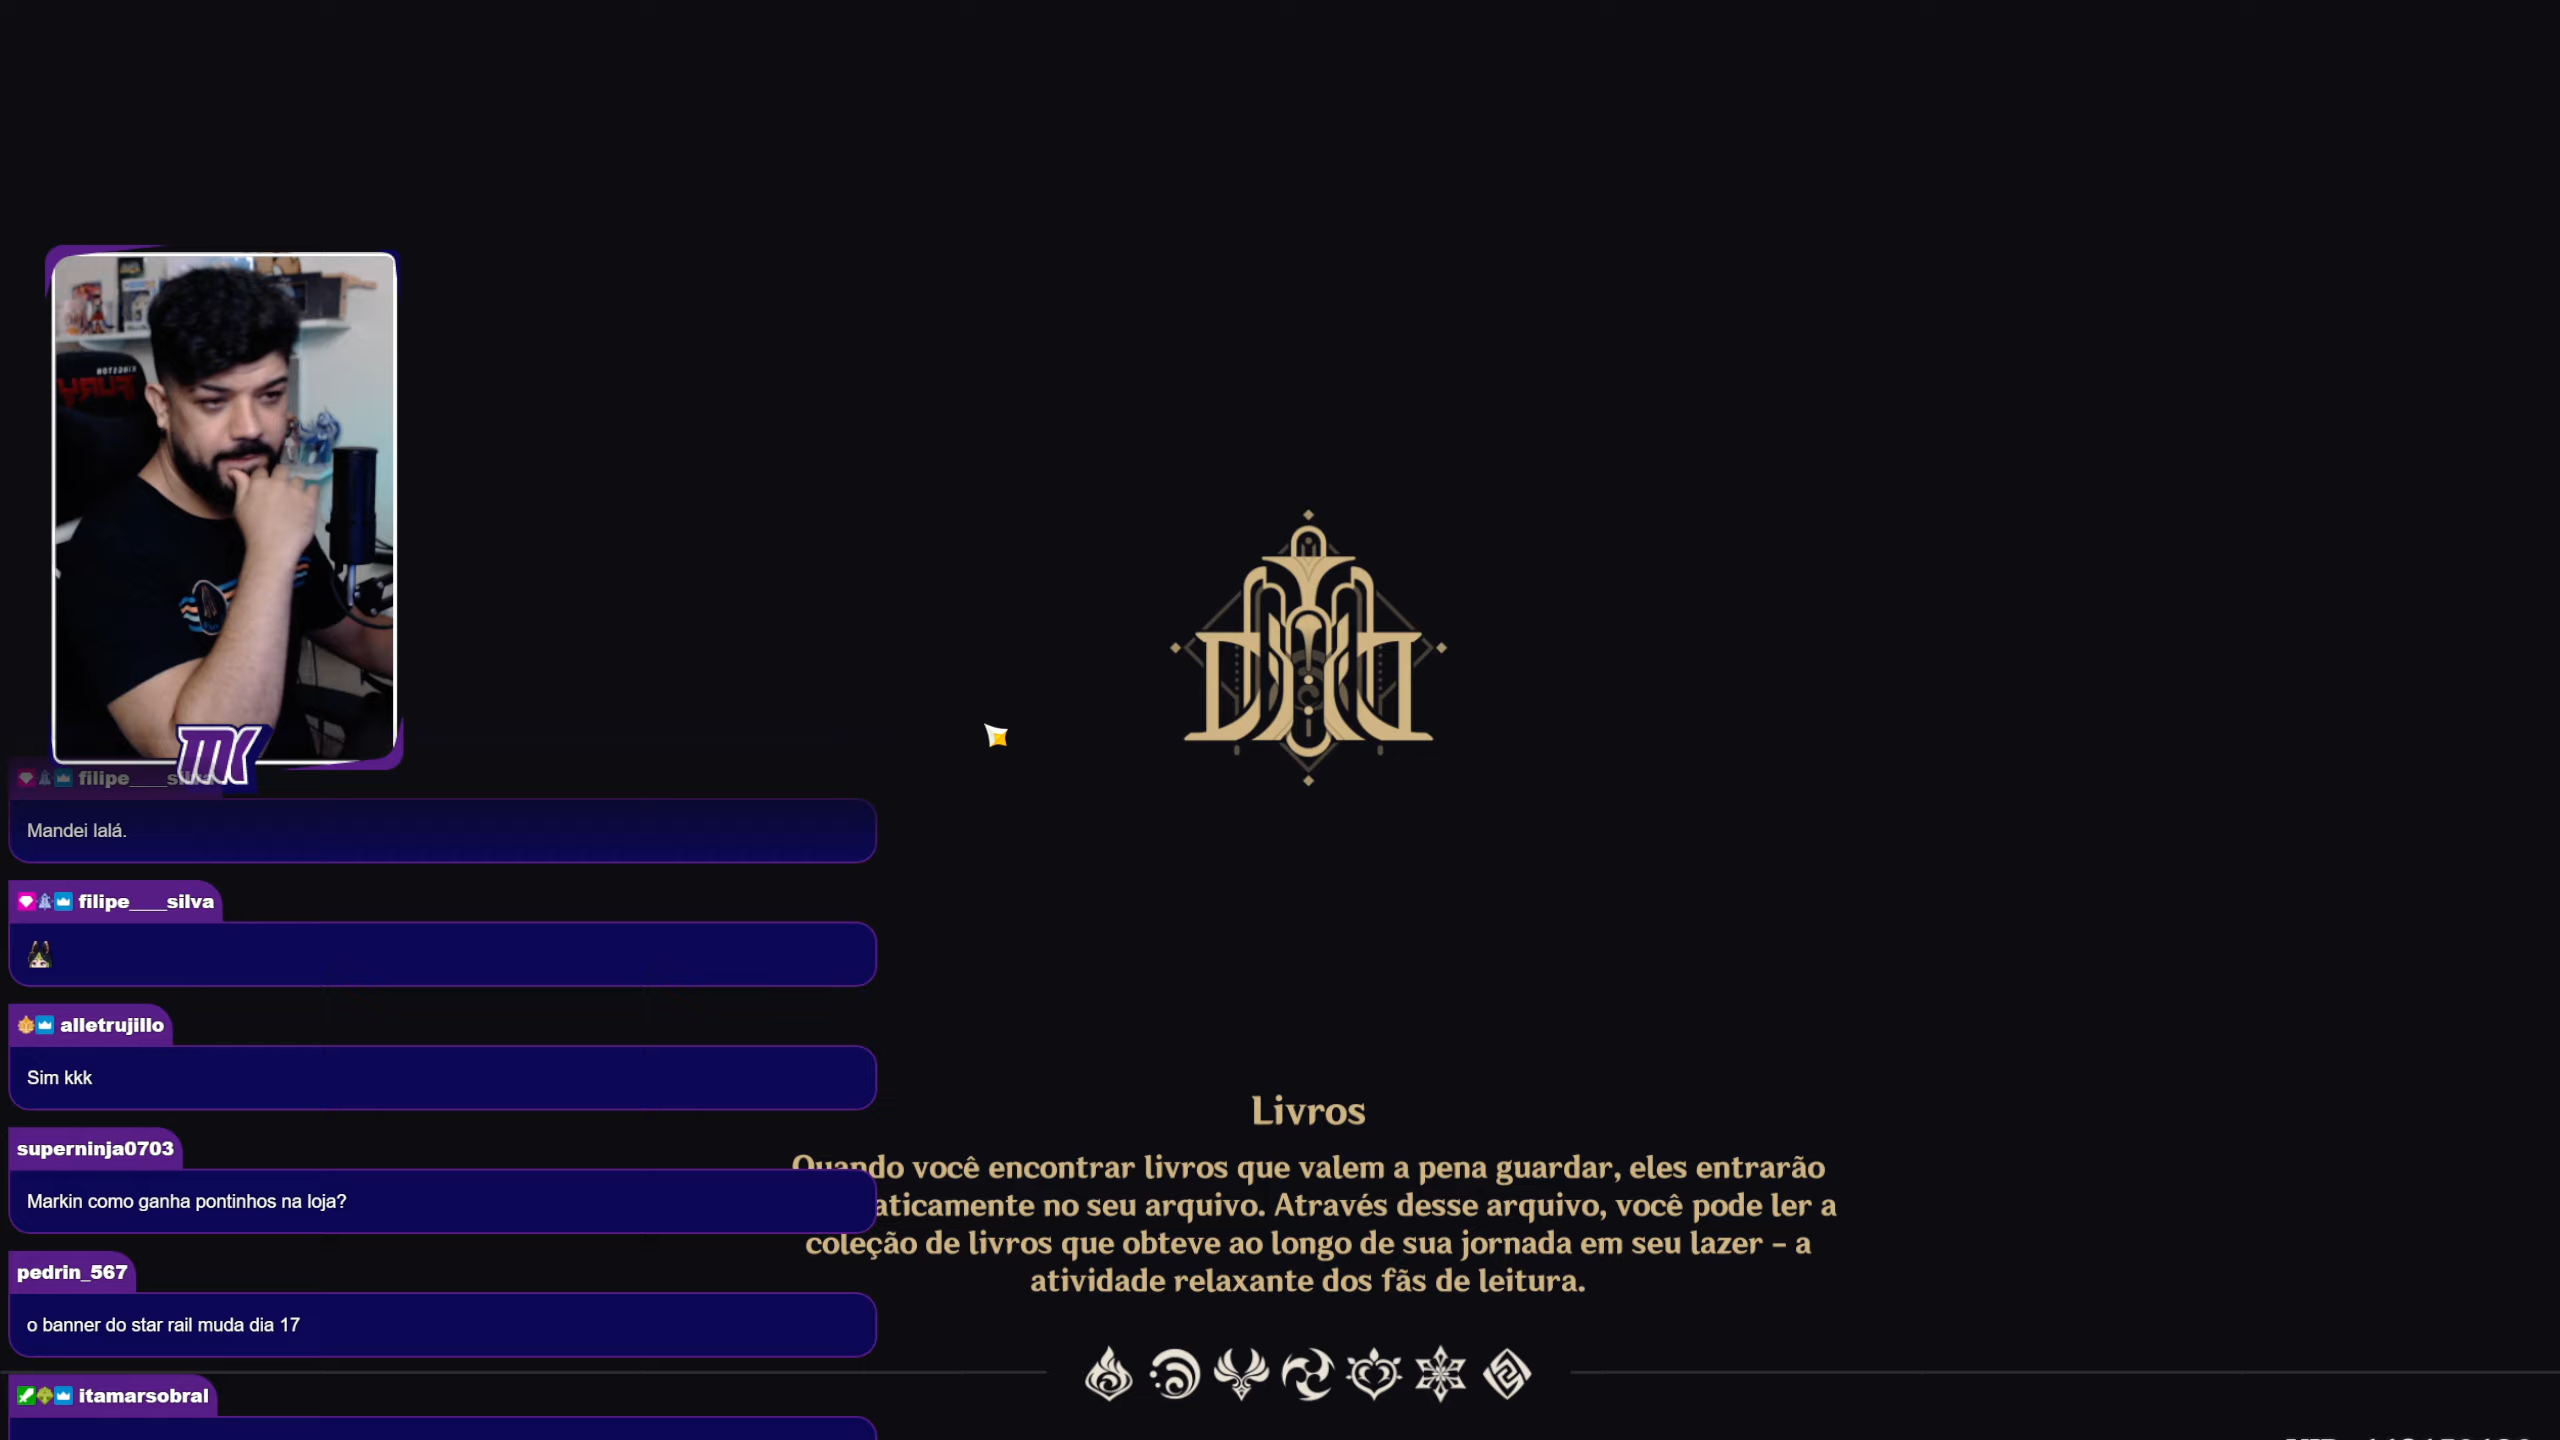 filipe____silva
Mandei lalá.
filipe____silva
alletrujillo
Sim kkk
superninja0703
Markin como ganha pontinhos na loja?
pedrin_567
o banner do star rail muda dia 17
itamarsobral
MK
Livros
Quando você encontrar livros que valem a pena guardar, eles entrarão
no seu arquivo. Através desse arquivo, você pode ler a
coleção de livros que obteve ao longo de sua jornada em seu lazer – a
atividade relaxante dos fãs de leitura.